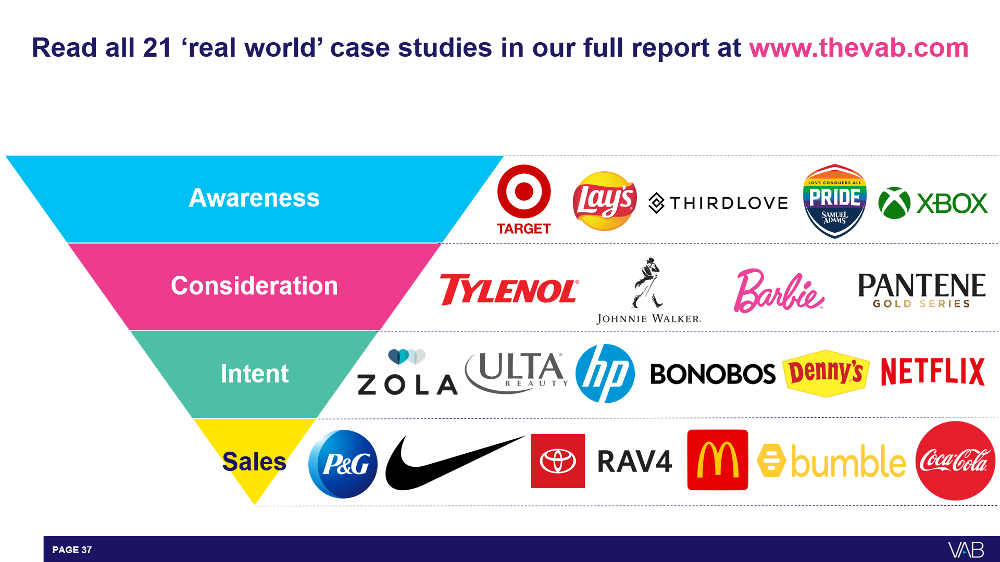 Read all 21 ‘real world’ case studies in our full report at www.thevab.com
Awareness
TARGET
Lay's
THIRDLOVE
LOVE CONQUERS ALL
PRIDE
SAMUEL
ADAMS
XBOX
Consideration
TYLENOL®
JOHNNIE WALKER.
Barbie™
PANTENE
GOLD SERIES
Intent
ZOLA
ULTA®
BEAUTY
hp
BONOBOS
Denny's
NETFLIX
Sales
P&G
RAV4
M
bumble
Coca-Cola
PAGE 37
VAB